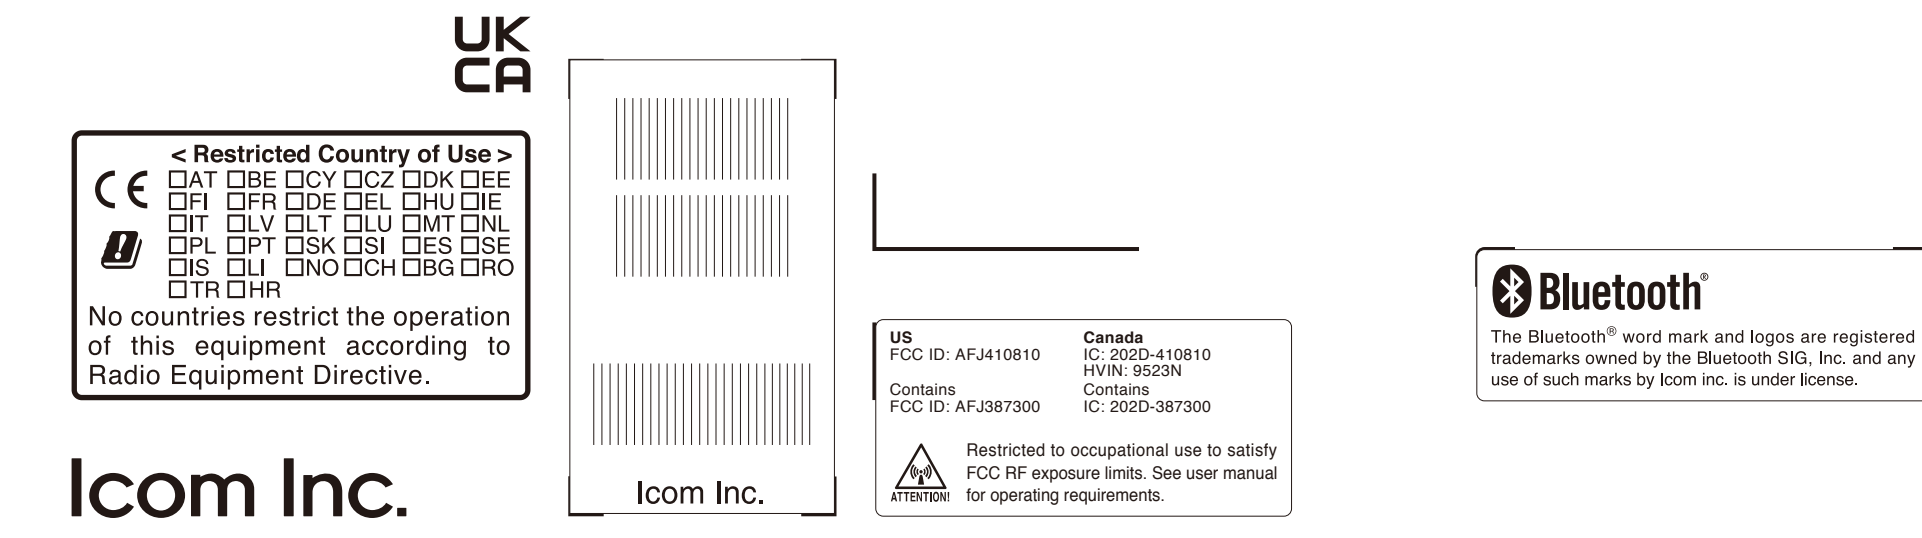 UK
CA
< Restricted Country of Use >
CE
□AT □BE □CY □CZ □DK □EE
□FI □FR □DE □EL □HU □IE
□IT □LV □LT □LU □MT □NL
□PL □PT □SK □SI □ES □SE
□IS □LI □NO □CH □BG □RO
□TR □HR
No countries restrict the operation
of this equipment according to
Radio Equipment Directive.
Icom Inc.
Icom Inc.
US
FCC ID: AFJ410810
Contains
FCC ID: AFJ387300
Canada
IC: 202D-410810
HVIN: 9523N
Contains
IC: 202D-387300
ATTENTION!
Restricted to occupational use to satisfy
FCC RF exposure limits. See user manual
for operating requirements.
Bluetooth®
The Bluetooth® word mark and logos are registered
trademarks owned by the Bluetooth SIG, Inc. and any
use of such marks by Icom inc. is under license.